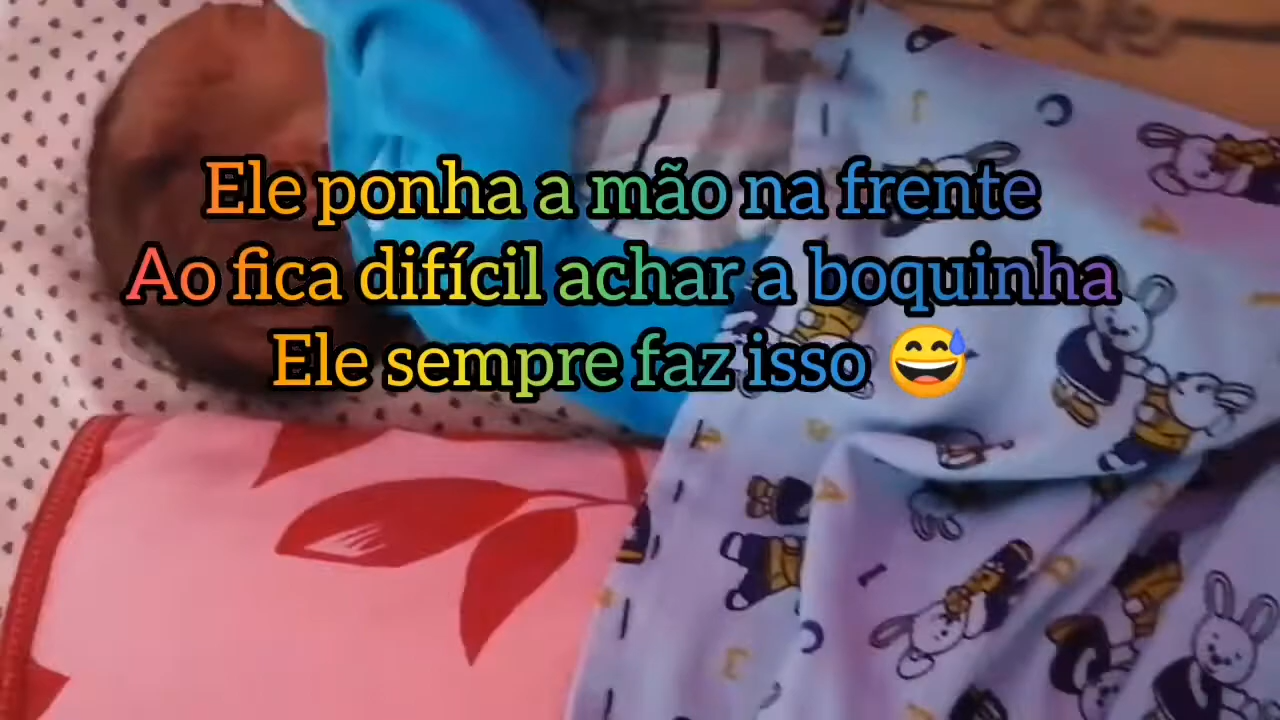 Ele ponha a mão na frente
Ao fica difícil achar a boquinha
Ele sempre faz isso 😅